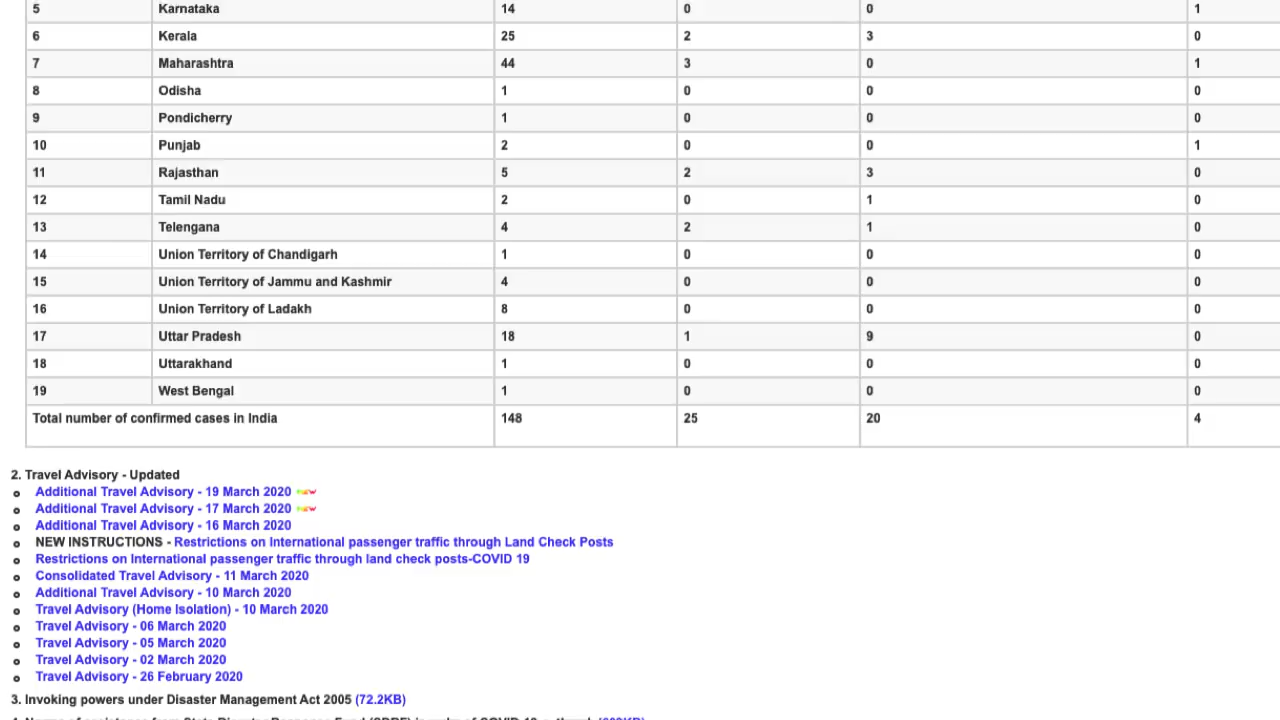 5 Karnataka 14 0 0 1
6 Kerala 25 2 3 0
7 Maharashtra 44 3 0 1
8 Odisha 1 0 0 0
9 Pondicherry 1 0 0 0
10 Punjab 2 0 0 1
11 Rajasthan 5 2 3 0
12 Tamil Nadu 2 0 1 0
13 Telengana 4 2 1 0
14 Union Territory of Chandigarh 1 0 0 0
15 Union Territory of Jammu and Kashmir 4 0 0 0
16 Union Territory of Ladakh 8 0 0 0
17 Uttar Pradesh 18 1 9 0
18 Uttarakhand 1 0 0 0
19 West Bengal 1 0 0 0
Total number of confirmed cases in India 148 25 20 4
2. Travel Advisory - Updated
Additional Travel Advisory - 19 March 2020
Additional Travel Advisory - 17 March 2020
Additional Travel Advisory - 16 March 2020
NEW INSTRUCTIONS - Restrictions on International passenger traffic through Land Check Posts
Restrictions on International passenger traffic through land check posts-COVID 19
Consolidated Travel Advisory - 11 March 2020
Additional Travel Advisory - 10 March 2020
Travel Advisory (Home Isolation) - 10 March 2020
Travel Advisory - 06 March 2020
Travel Advisory - 05 March 2020
Travel Advisory - 02 March 2020
Travel Advisory - 26 February 2020
3. Invoking powers under Disaster Management Act 2005 (72.2KB)